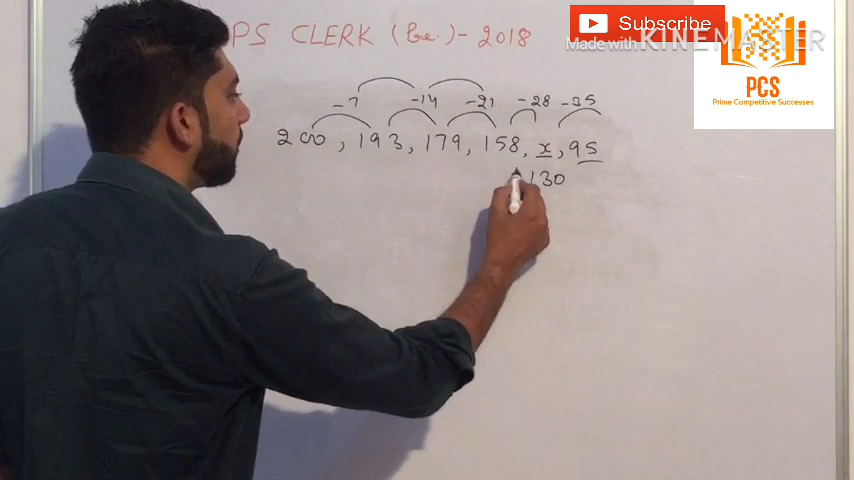 Subscribe
Made with KINEMASTER
PS CLERK (Pre.) - 2018
PCS
Prime Competitive Successes
-7 -14 -21 -28 -35
200, 193, 179, 158, x, 95
130